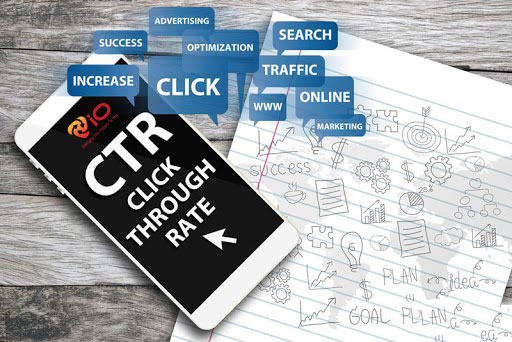 ADVERTISING
SUCCESS
OPTIMIZATION
SEARCH
INCREASE
CLICK
TRAFFIC
WWW
ONLINE
MARKETING
iO
CTR
CLICK
THROUGH
RATE
success
PLAN
idea
GOAL